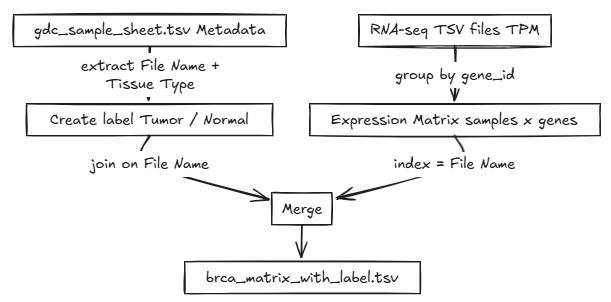 gdc_sample_sheet.tsv Metadata
RNA-seq TSV files TPM
extract File Name +
Tissue Type
group by gene_id
Create label Tumor / Normal
Expression Matrix samples x genes
join on File Name
index = File Name
Merge
brca_matrix_with_label.tsv